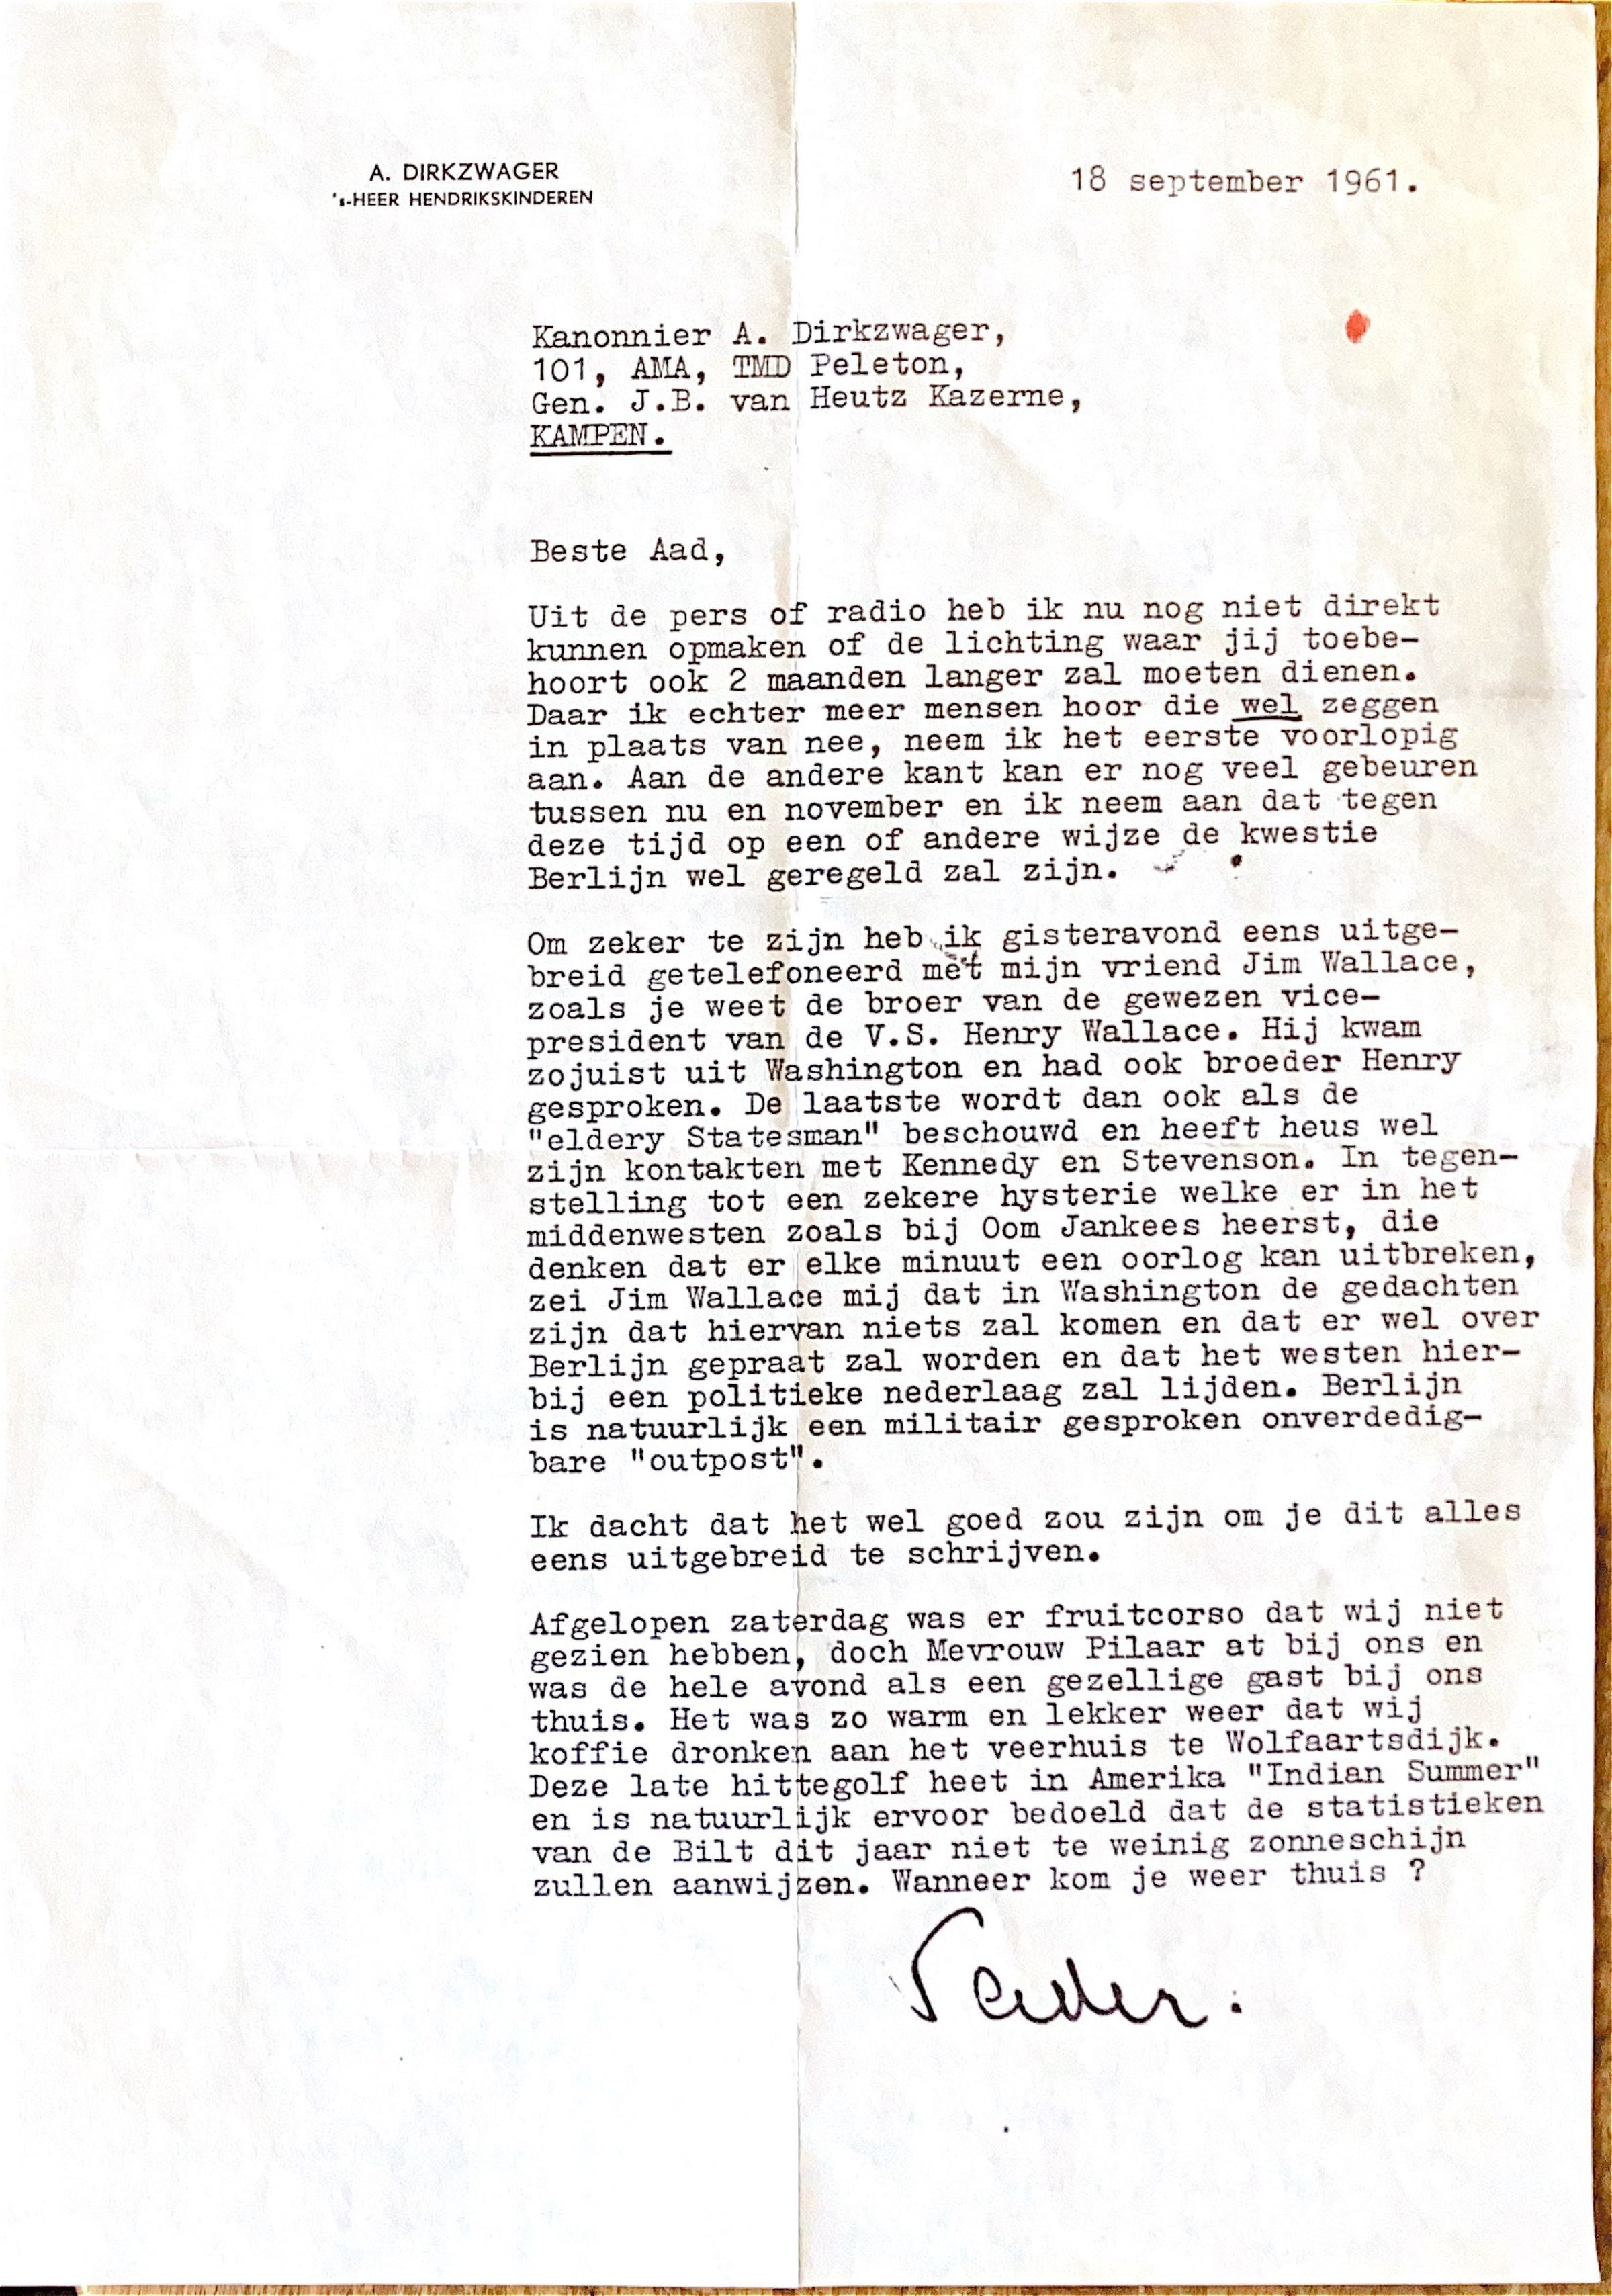 A. DIRKZWAGER
's-HEER HENDRIKSKINDEREN
18 september 1961.
Kanonnier A. Dirkzwager,
101, AMA, TMD Peleton,
Gen. J.B. van Heutz Kazerne,
KAMPEN.
Beste Aad,
Uit de pers of radio heb ik nu nog niet direkt
kunnen opmaken of de lichting waar jij toebe-
hoort ook 2 maanden langer zal moeten dienen.
Daar ik echter meer mensen hoor die wel zeggen
in plaats van nee, neem ik het eerste voorlopig
aan. Aan de andere kant kan er nog veel gebeuren
tussen nu en november en ik neem aan dat tegen
deze tijd op een of andere wijze de kwestie
Berlijn wel geregeld zal zijn.
Om zeker te zijn heb ik gisteravond eens uitge-
breid getelefoneerd met mijn vriend Jim Wallace,
zoals je weet de broer van de gewezen vice-
president van de V.S. Henry Wallace. Hij kwam
zojuist uit Washington en had ook broeder Henry
gesproken. De laatste wordt dan ook als de
"eldery Statesman" beschouwd en heeft heus wel
zijn kontakten met Kennedy en Stevenson. In tegen-
stelling tot een zekere hysterie welke er in het
middenwesten zoals bij Oom Jankees heerst, die
denken dat er elke minuut een oorlog kan uitbreken,
zei Jim Wallace mij dat in Washington de gedachten
zijn dat hiervan niets zal komen en dat er wel over
Berlijn gepraat zal worden en dat het westen hier-
bij een politieke nederlaag zal lijden. Berlijn
is natuurlijk een militair gesproken onverdedig-
bare "outpost".
Ik dacht dat het wel goed zou zijn om je dit alles
eens uitgebreid te schrijven.
Afgelopen zaterdag was er fruitcorso dat wij niet
gezien hebben, doch Mevrouw Pilaar at bij ons en
was de hele avond als een gezellige gast bij ons
thuis. Het was zo warm en lekker weer dat wij
koffie dronken aan het veerhuis te Wolfaartsdijk.
Deze late hittegolf heet in Amerika "Indian Summer"
en is natuurlijk ervoor bedoeld dat de statistieken
van de Bilt dit jaar niet te weinig zonneschijn
zullen aanwijzen. Wanneer kom je weer thuis ?